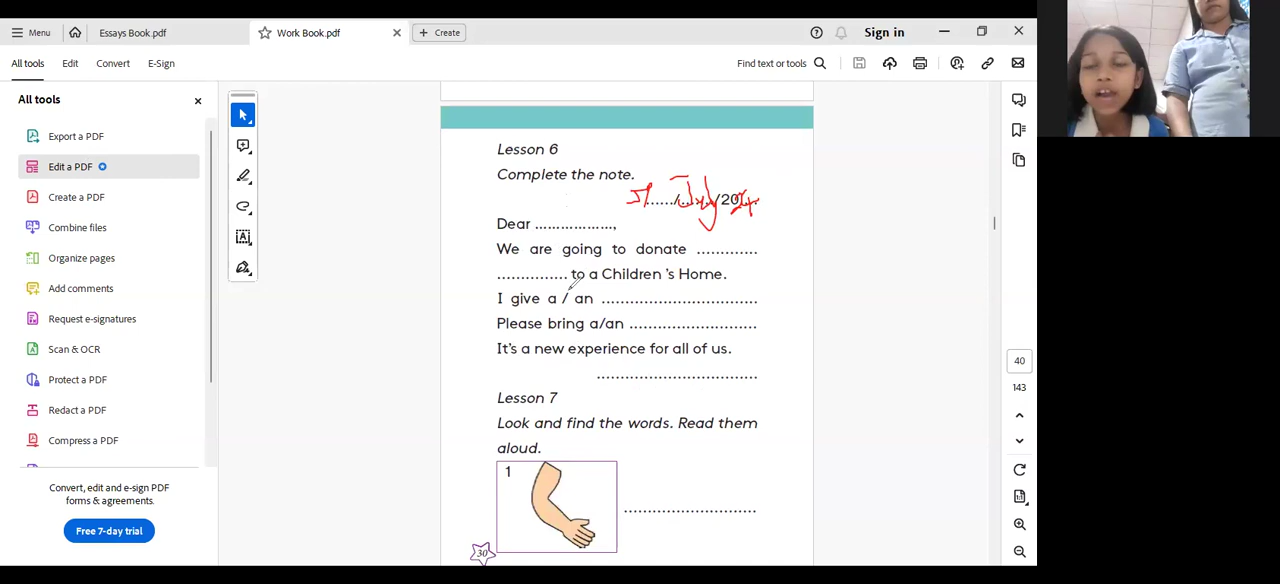 Menu
Essays Book.pdf
Work Book.pdf
Create
Sign in
All tools
Edit
Convert
E-Sign
Find text or tools
All tools
Export a PDF
Edit a PDF
Create a PDF
Combine files
Organize pages
Add comments
Request e-signatures
Scan & OCR
Protect a PDF
Redact a PDF
Compress a PDF
Convert, edit and e-sign PDF
forms & agreements.
Free 7-day trial
Lesson 6
Complete the note.
....../July/2024
Dear .................,
We are going to donate .............
............... to a Children 's Home.
I give a / an .................................
Please bring a/an ...........................
It's a new experience for all of us.
.................................
Lesson 7
Look and find the words. Read them
aloud.
1
...........................
30
40
143